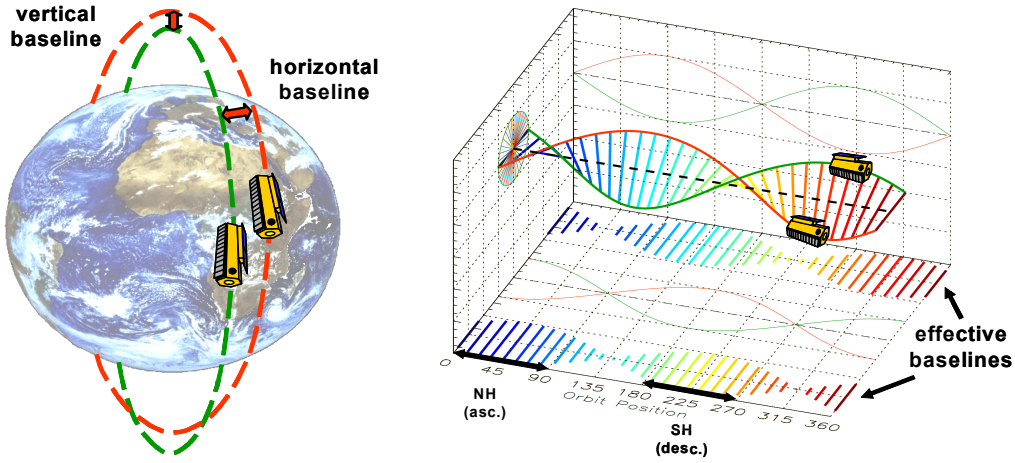 vertical
baseline
horizontal
baseline
effective
baselines
0
45
90
135
180
225
270
315
360
Orbit Position
NH
(asc.)
SH
(desc.)